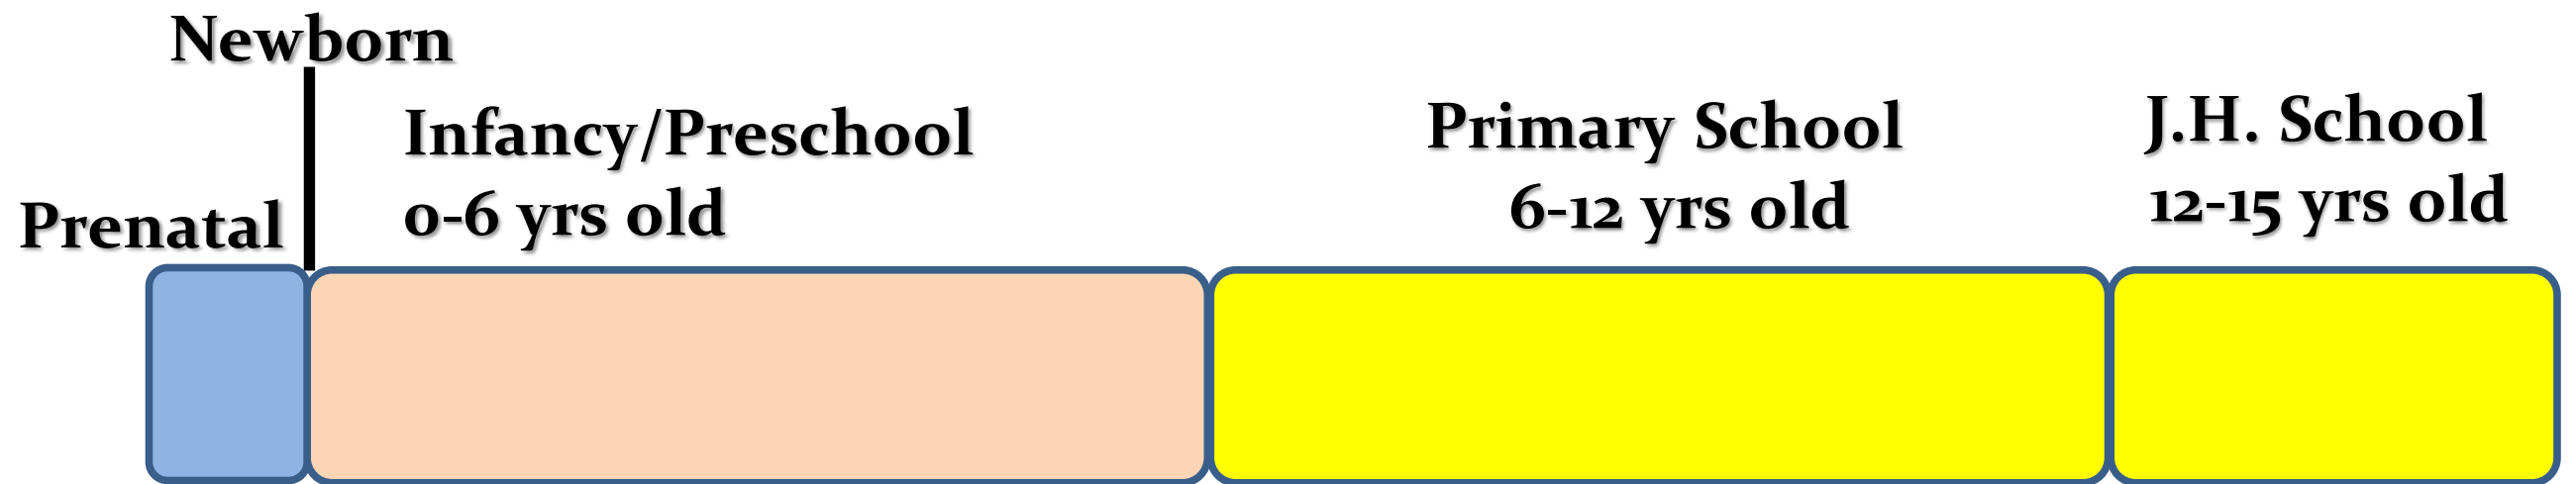 Newborn
Prenatal
Infancy/Preschool
0-6 yrs old
Primary School
6-12 yrs old
J.H. School
12-15 yrs old